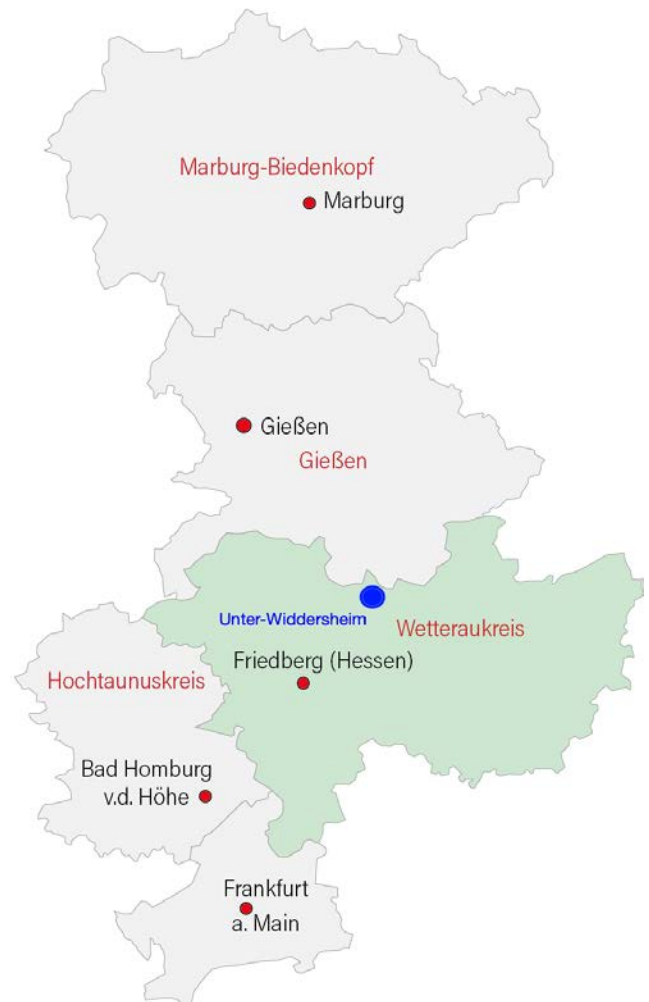 Marburg-Biedenkopf
Marburg
Gießen
Gießen
Unter-Widdersheim
Wetteraukreis
Friedberg (Hessen)
Hochtaunuskreis
Bad Homburg
v.d. Höhe
Frankfurt
a. Main